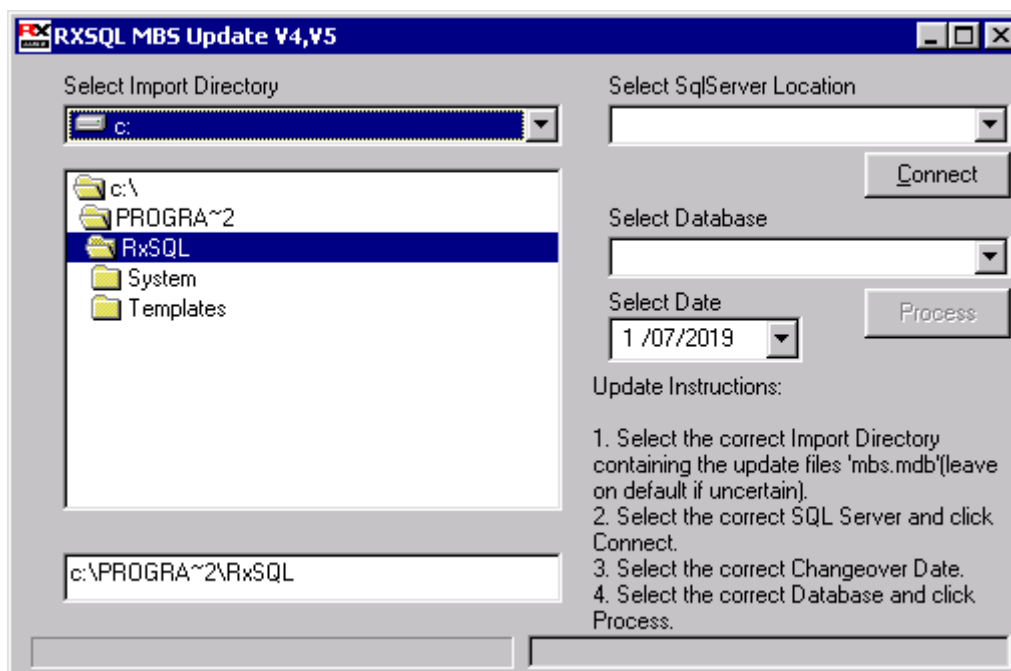 RXSQL MBS Update V4,V5
Select Import Directory
c:
c:\
PROGRA~2
RxSQL
System
Templates
c:\PROGRA~2\RxSQL
Select SqlServer Location
Connect
Select Database
Select Date
1 /07/2019
Process
Update Instructions:
1. Select the correct Import Directory
containing the update files 'mbs.mdb'(leave
on default if uncertain).
2. Select the correct SQL Server and click
Connect.
3. Select the correct Changeover Date.
4. Select the correct Database and click
Process.